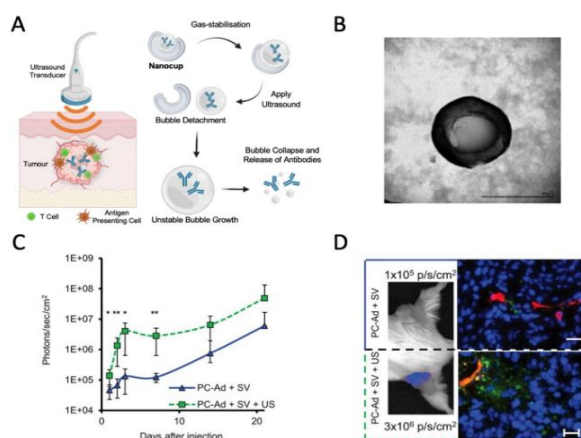 A
Ultrasound
Transducer
Tumour
T Cell
Antigen
Presenting Cell
Gas-stabilisation
Nanocup
Apply
Ultrasound
Bubble Detachment
Bubble Collapse and
Release of Antibodies
Unstable Bubble Growth
B
C
Photons/sec/cm²
1E+09
1E+08
1E+07
1E+06
1E+05
1E+04
* ** * **
PC-Ad + SV
PC-Ad + SV + US
0 10 20
Days after injection
D
PC-Ad + SV
1x10⁵ p/s/cm²
PC-Ad + SV + US
3x10⁶ p/s/cm²